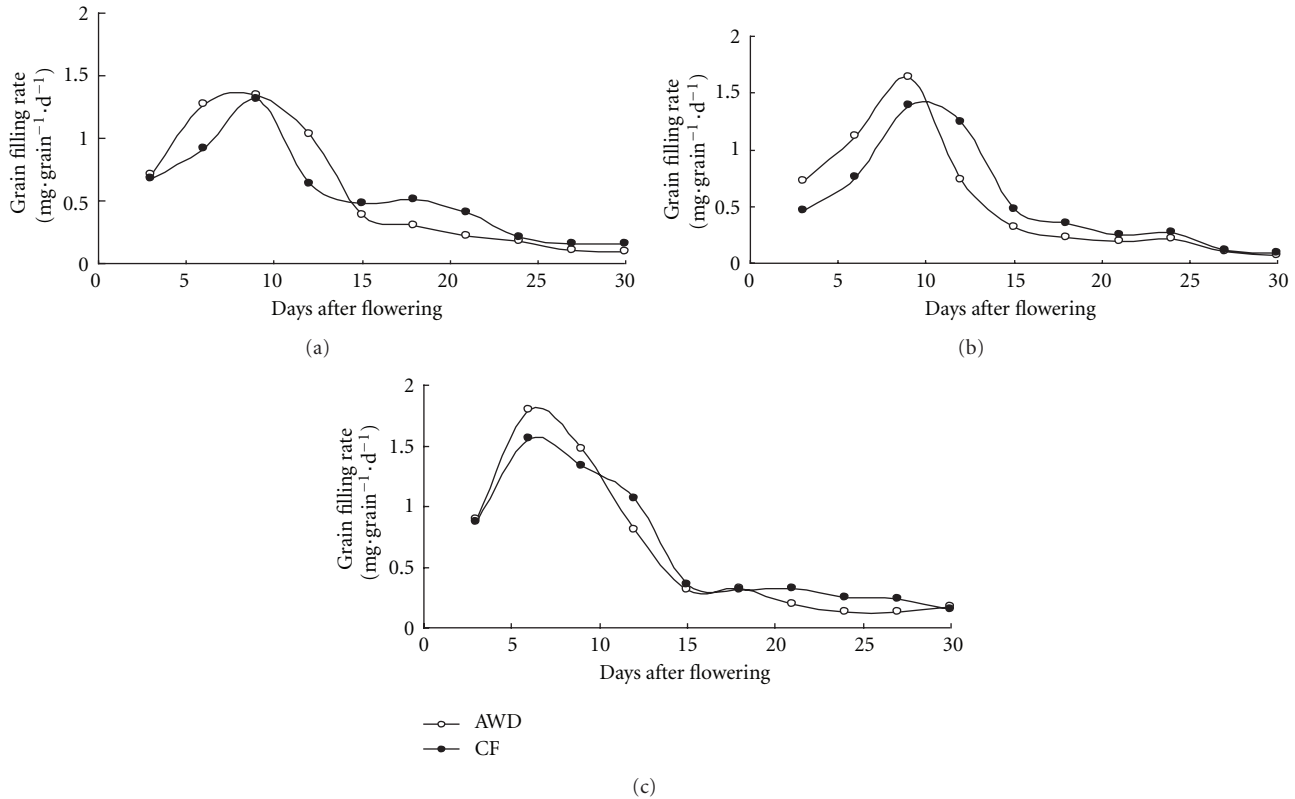 2
1.5
1
0.5
0
0 5 10 15 20 25 30
Grain filling rate
(mg·grain⁻¹·d⁻¹)
Days after flowering
(a)
2
1.5
1
0.5
0
0 5 10 15 20 25 30
Grain filling rate
(mg·grain⁻¹·d⁻¹)
Days after flowering
(b)
2
1.5
1
0.5
0
0 5 10 15 20 25 30
Grain filling rate
(mg·grain⁻¹·d⁻¹)
Days after flowering
AWD
CF
(c)